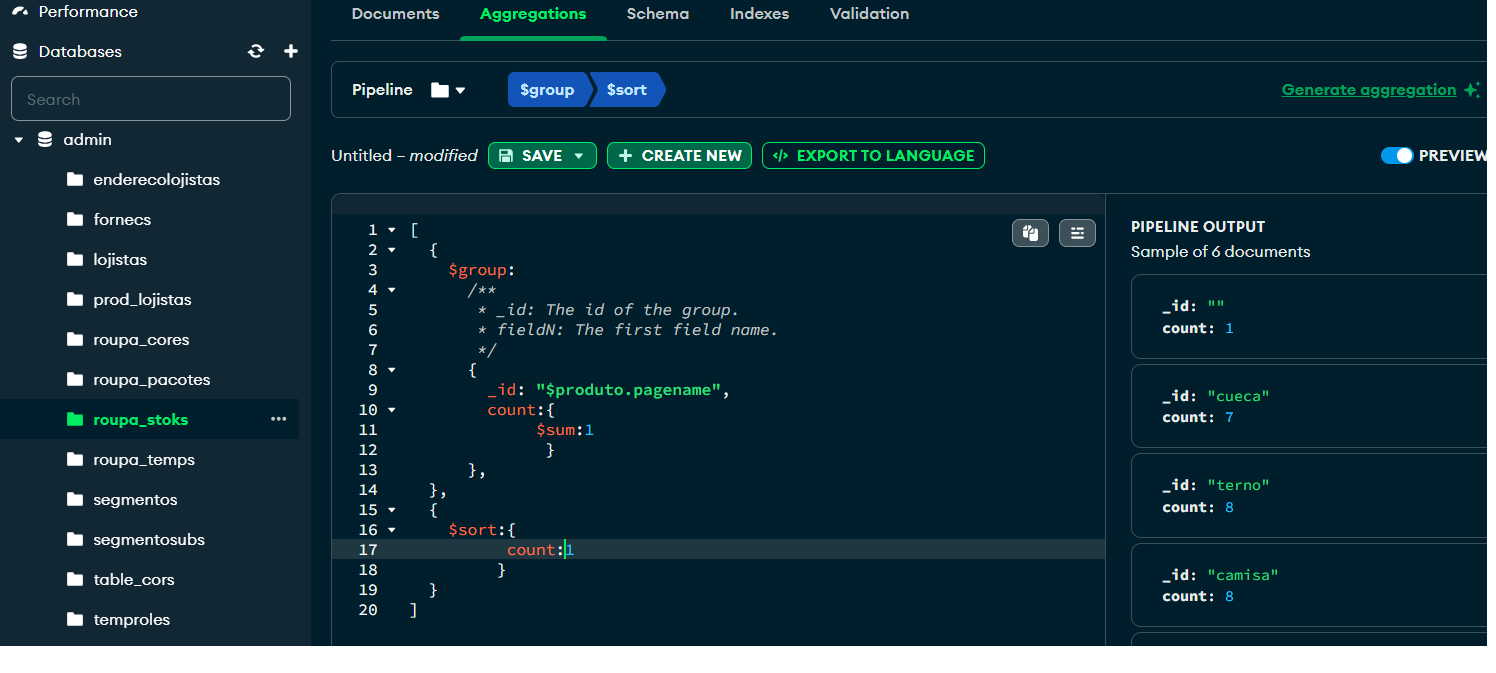 Performance
Databases
Search
admin
enderecolojistas
fornecs
lojistas
prod_lojistas
roupa_cores
roupa_pacotes
roupa_stoks
roupa_temps
segmentos
segmentosubs
table_cors
temproles
Documents Aggregations Schema Indexes Validation
Pipeline $group $sort Generate aggregation
Untitled – modified SAVE + CREATE NEW </> EXPORT TO LANGUAGE PREVIEW
1 [
2 {
3 $group:
4 /**
5 * _id: The id of the group.
6 * fieldN: The first field name.
7 */
8 {
9 _id: "$produto.pagename",
10 count:{
11 $sum:1
12 }
13 },
14 },
15 {
16 $sort:{
17 count:1
18 }
19 }
20 ]
PIPELINE OUTPUT
Sample of 6 documents
_id: ""
count: 1
_id: "cueca"
count: 7
_id: "terno"
count: 8
_id: "camisa"
count: 8